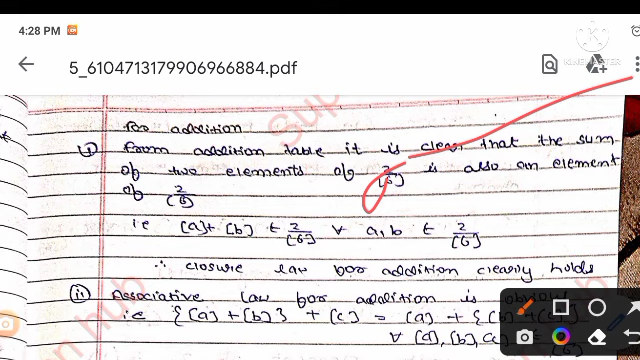 4:28 PM
5_6104713179906966884.pdf
KINEMASTER
for addition
(i) From addition table it is clear that the sum
of two elements of Z/[6] is also an element
of Z/[6]
ie [a]+[b] ∈ Z/[6] ∀ a,b ∈ Z/[6]
∴ closure law for addition clearly holds
(ii) Associative law for addition is obvious
ie {[a]+[b]} + [c] = [a] + {[b]+[c]}
∀ [a],[b],[c]